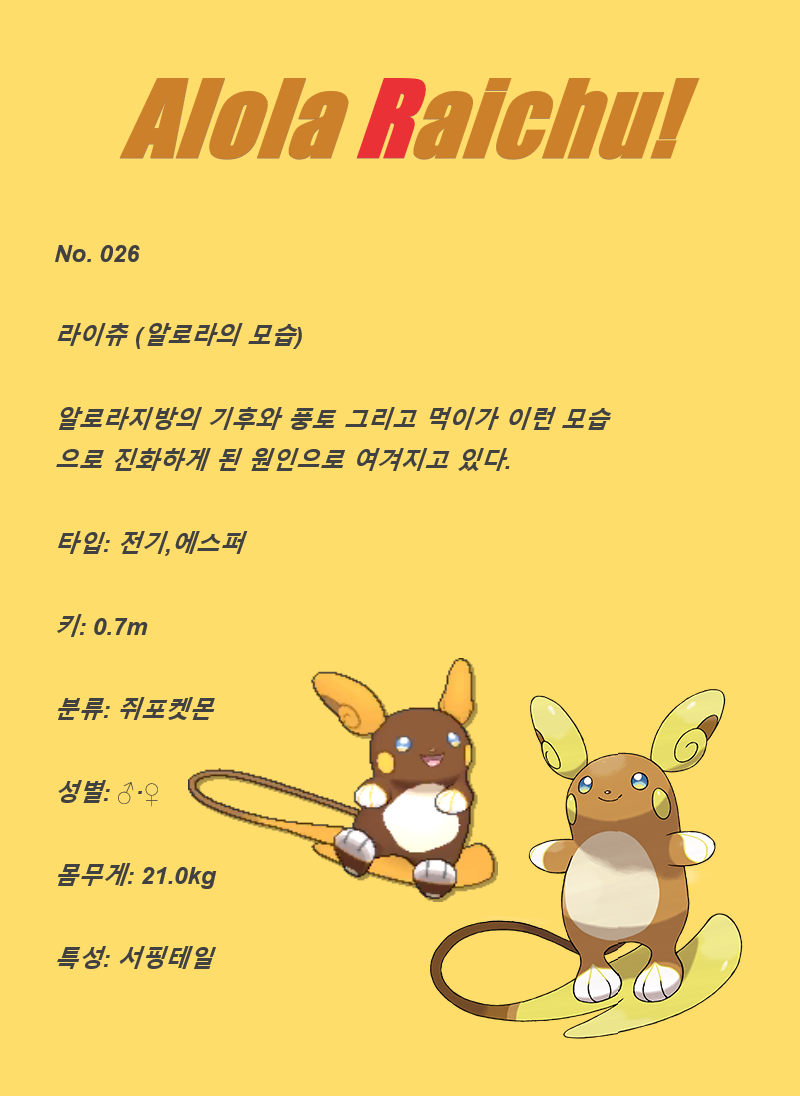 Alola Raichu!
No. 026
라이츄 (알로라의 모습)
알로라지방의 기후와 풍토 그리고 먹이가 이런 모습
으로 진화하게 된 원인으로 여겨지고 있다.
타입: 전기,에스퍼
키: 0.7m
분류: 쥐포켓몬
성별: ♂·♀
몸무게: 21.0kg
특성: 서핑테일